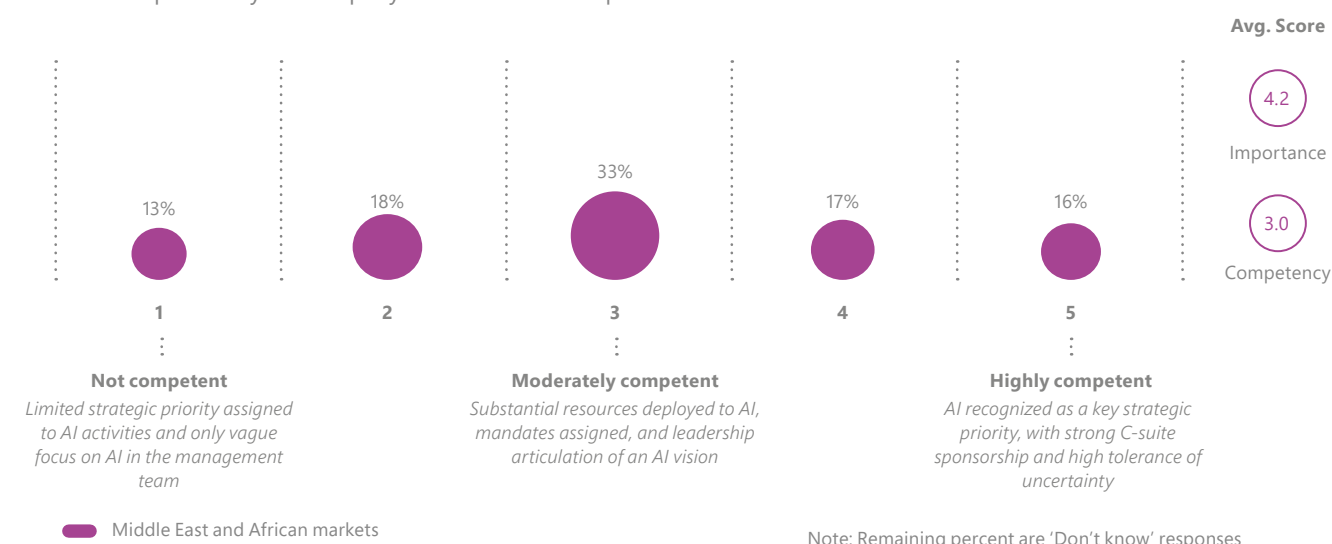 Avg. Score
4.2
Importance
3.0
Competency
13%
18%
33%
17%
16%
1
2
3
4
5
Not competent
Limited strategic priority assigned
to AI activities and only vague
focus on AI in the management
team
Moderately competent
Substantial resources deployed to AI,
mandates assigned, and leadership
articulation of an AI vision
Highly competent
AI recognized as a key strategic
priority, with strong C-suite
sponsorship and high tolerance of
uncertainty
Middle East and African markets
Note: Remaining percent are ‘Don’t know’ responses